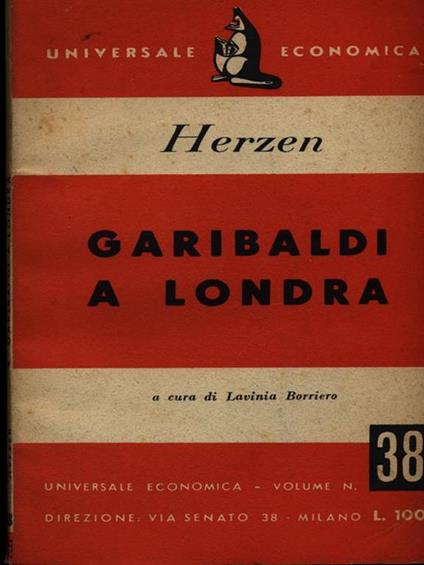 UNIVERSALE ECONOMICA
Herzen
GARIBALDI
A LONDRA
a cura di Lavinia Borriero
38
UNIVERSALE ECONOMICA - VOLUME N.
DIREZIONE: VIA SENATO 38 - MILANO L. 100